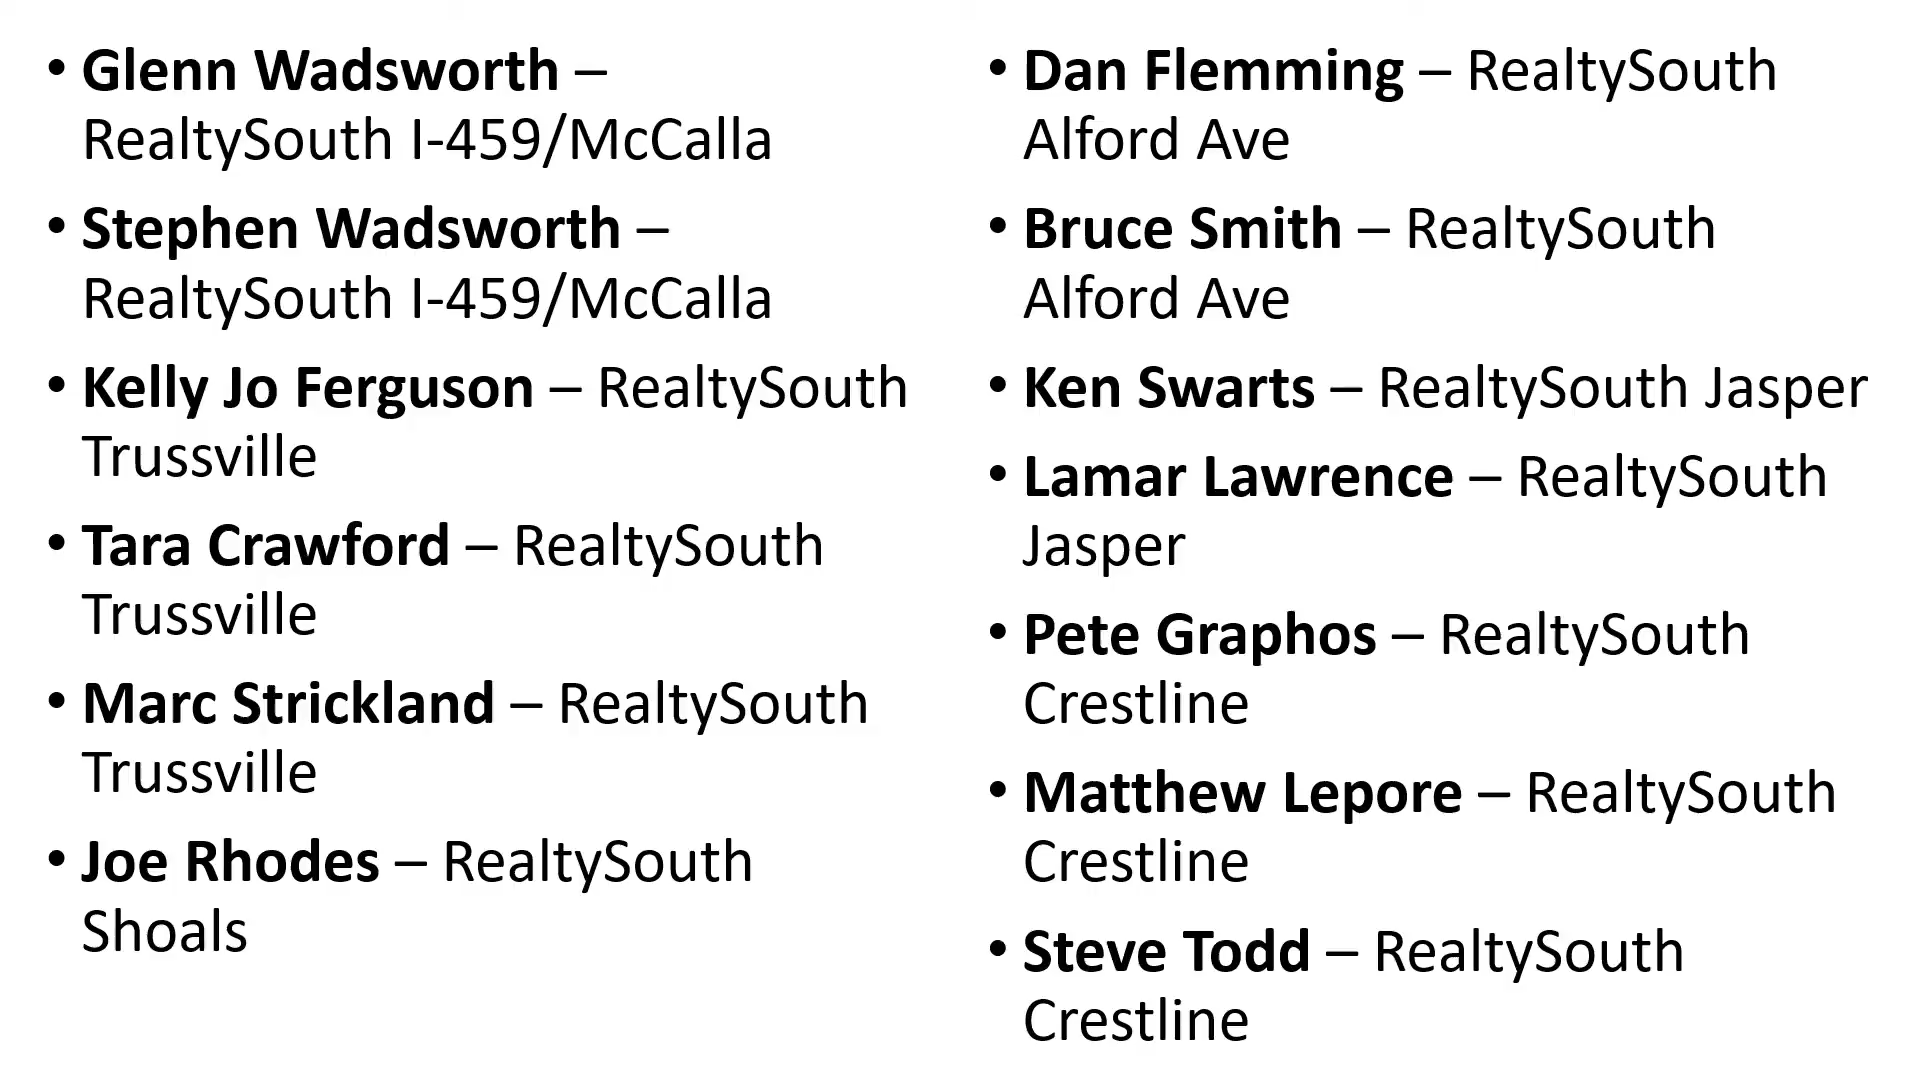 • Glenn Wadsworth –
RealtySouth I-459/McCalla
• Stephen Wadsworth –
RealtySouth I-459/McCalla
• Kelly Jo Ferguson – RealtySouth
Trussville
• Tara Crawford – RealtySouth
Trussville
• Marc Strickland – RealtySouth
Trussville
• Joe Rhodes – RealtySouth
Shoals
• Dan Flemming – RealtySouth
Alford Ave
• Bruce Smith – RealtySouth
Alford Ave
• Ken Swarts – RealtySouth Jasper
• Lamar Lawrence – RealtySouth
Jasper
• Pete Graphos – RealtySouth
Crestline
• Matthew Lepore – RealtySouth
Crestline
• Steve Todd – RealtySouth
Crestline